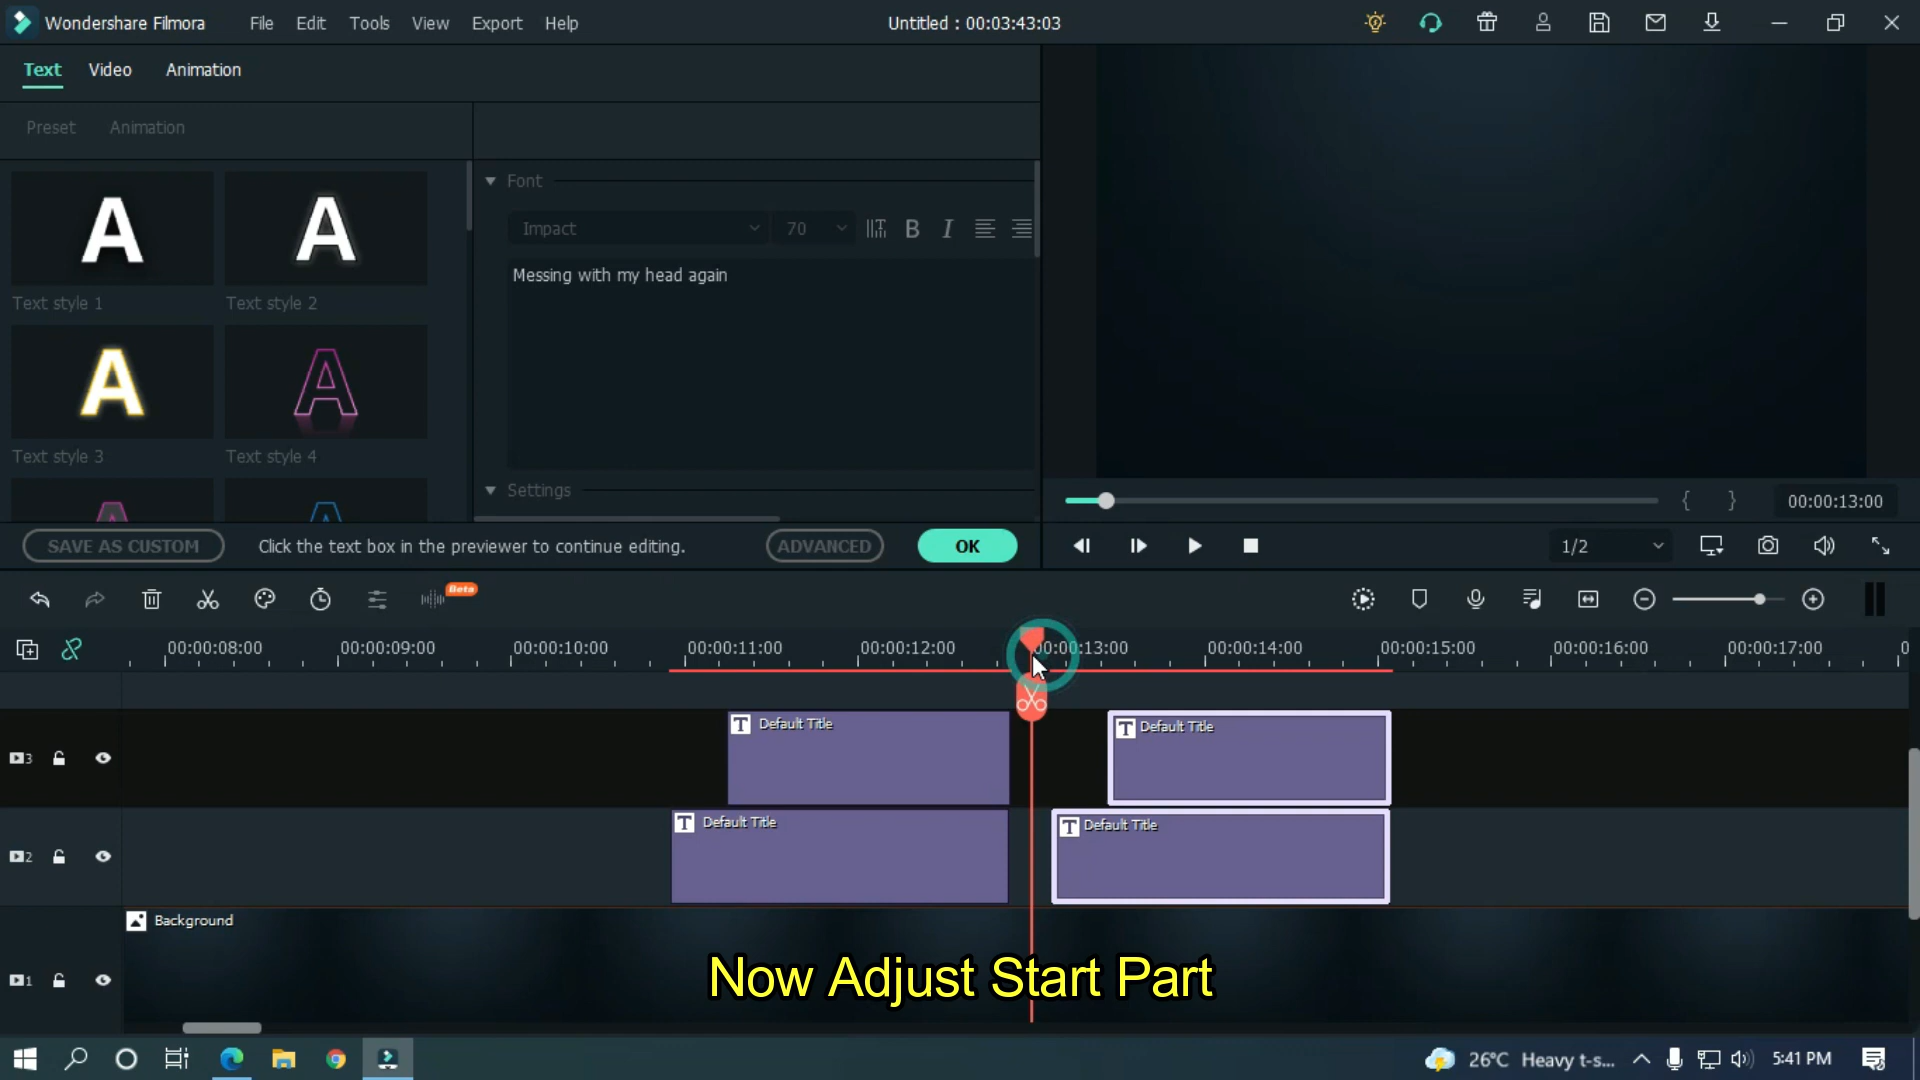 Wondershare Filmora
File Edit Tools View Export Help
Untitled : 00:03:43:03
Text Video Animation
Preset Animation
Text style 1
Text style 2
Text style 3
Text style 4
Font
Impact 70 B I
Messing with my head again
Settings
SAVE AS CUSTOM
Click the text box in the previewer to continue editing.
ADVANCED
OK
00:00:13:00
1/2
Beta
00:00:08:00 00:00:09:00 00:00:10:00 00:00:11:00 00:00:12:00 00:00:13:00 00:00:14:00 00:00:15:00 00:00:16:00 00:00:17:00 0
3
T Default Title
T Default Title
2
T Default Title
T Default Title
Background
1
Now Adjust Start Part
26°C Heavy t-s...
5:41 PM